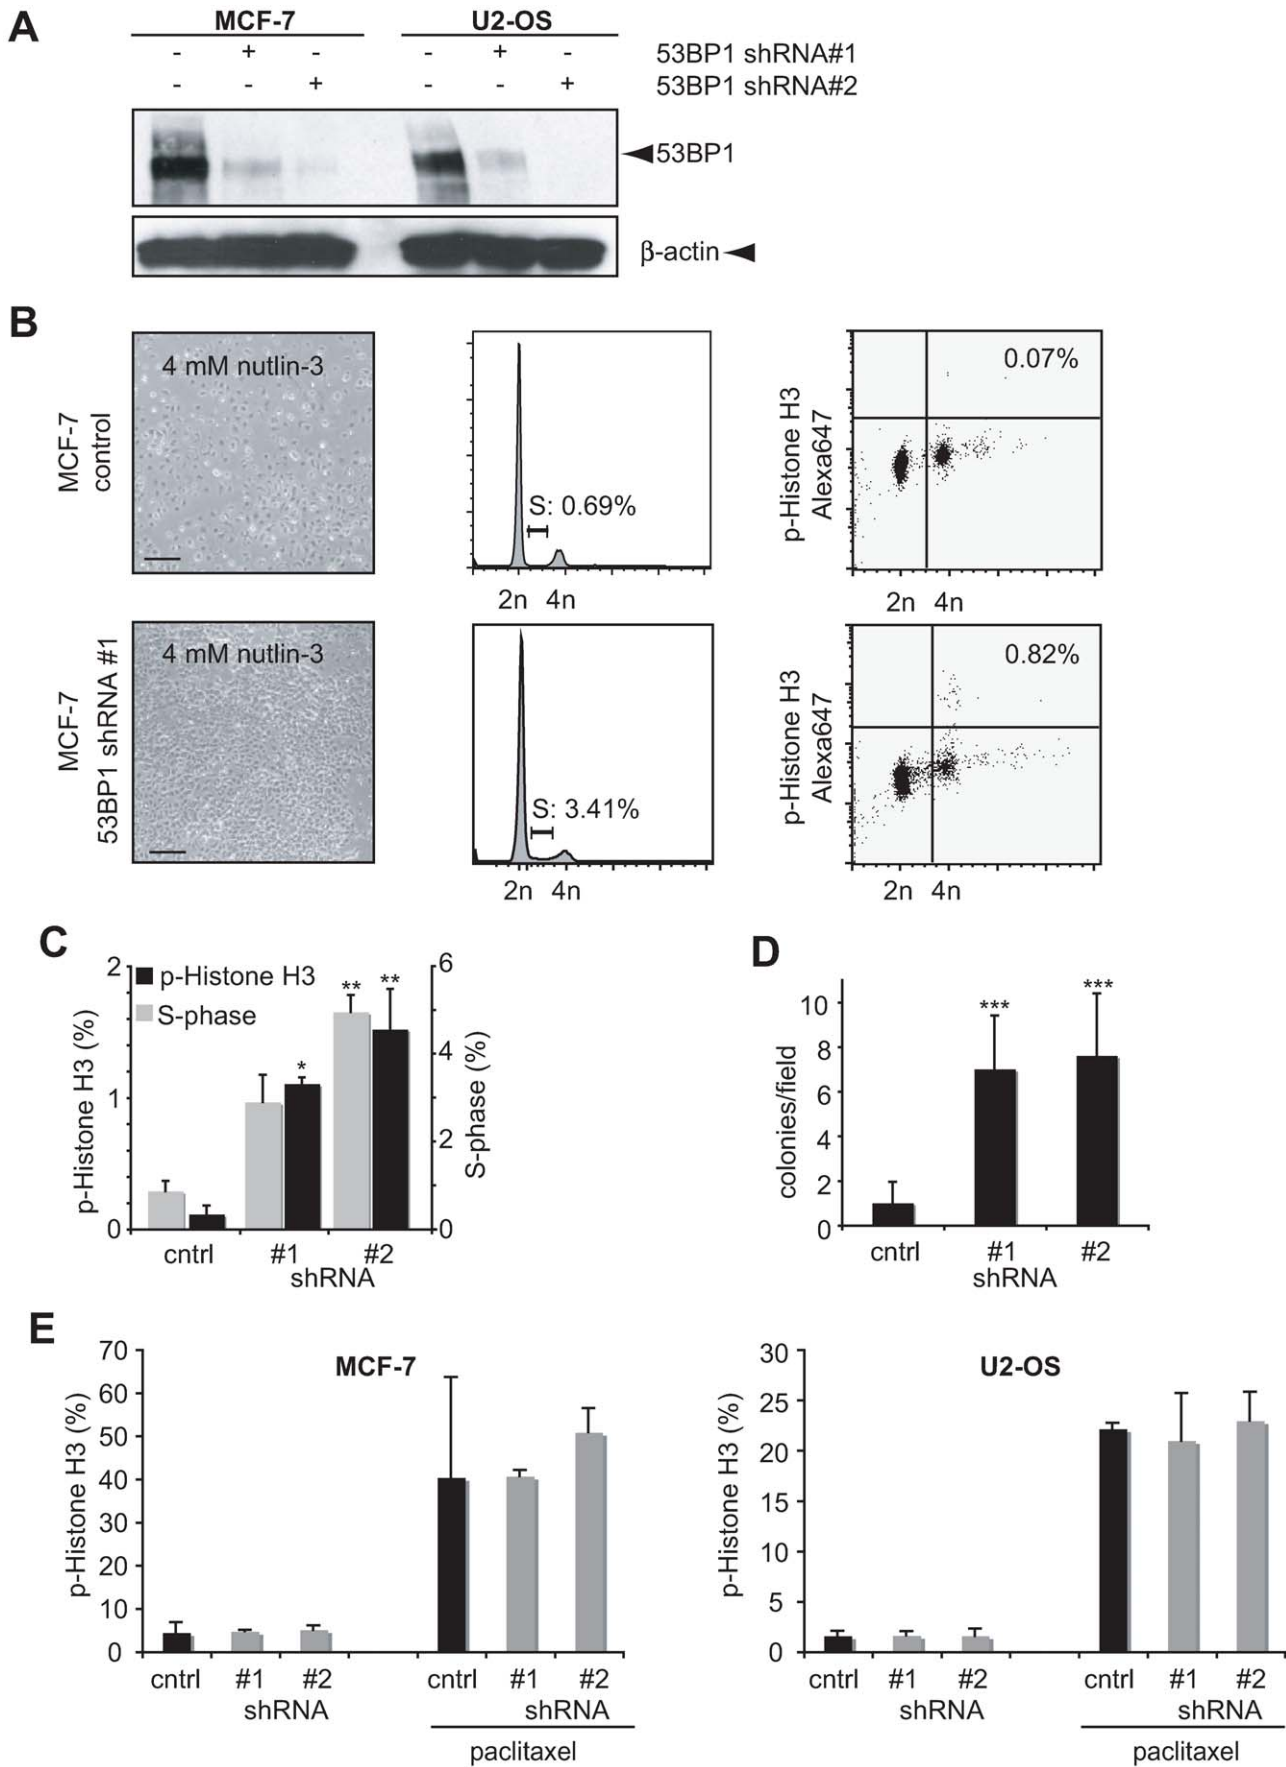 A
MCF-7 U2-OS
- + - - + - 53BP1 shRNA#1
- - + - - + 53BP1 shRNA#2
53BP1
β-actin
B
MCF-7
control
4 mM nutlin-3
S: 0.69%
2n 4n
p-Histone H3
Alexa647
0.07%
2n 4n
MCF-7
53BP1 shRNA #1
4 mM nutlin-3
S: 3.41%
2n 4n
p-Histone H3
Alexa647
0.82%
2n 4n
C
p-Histone H3 (%)
2
1
0
p-Histone H3
S-phase
*
**
**
6
4
2
0
S-phase (%)
cntrl #1 #2
shRNA
D
colonies/field
10
8
6
4
2
0
***
***
cntrl #1 #2
shRNA
E
MCF-7
p-Histone H3 (%)
70
60
50
40
30
20
10
0
cntrl #1 #2 cntrl #1 #2
shRNA shRNA
paclitaxel
U2-OS
p-Histone H3 (%)
30
25
20
15
10
5
0
cntrl #1 #2 cntrl #1 #2
shRNA shRNA
paclitaxel